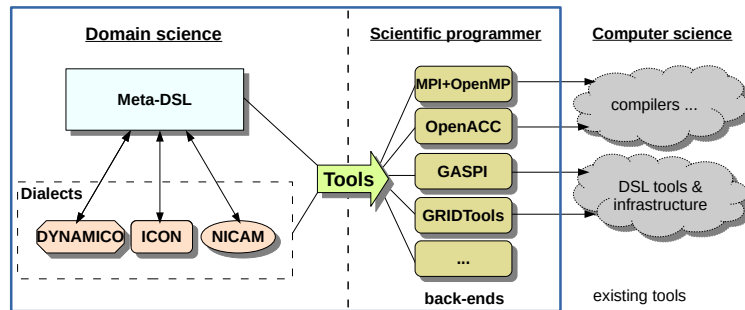 Domain science
Scientific programmer
Computer science
Meta-DSL
MPI+OpenMP
compilers ...
OpenACC
Tools
GASPI
DSL tools &
infrastructure
Dialects
GRIDTools
DYNAMICO
ICON
NICAM
...
back-ends
existing tools